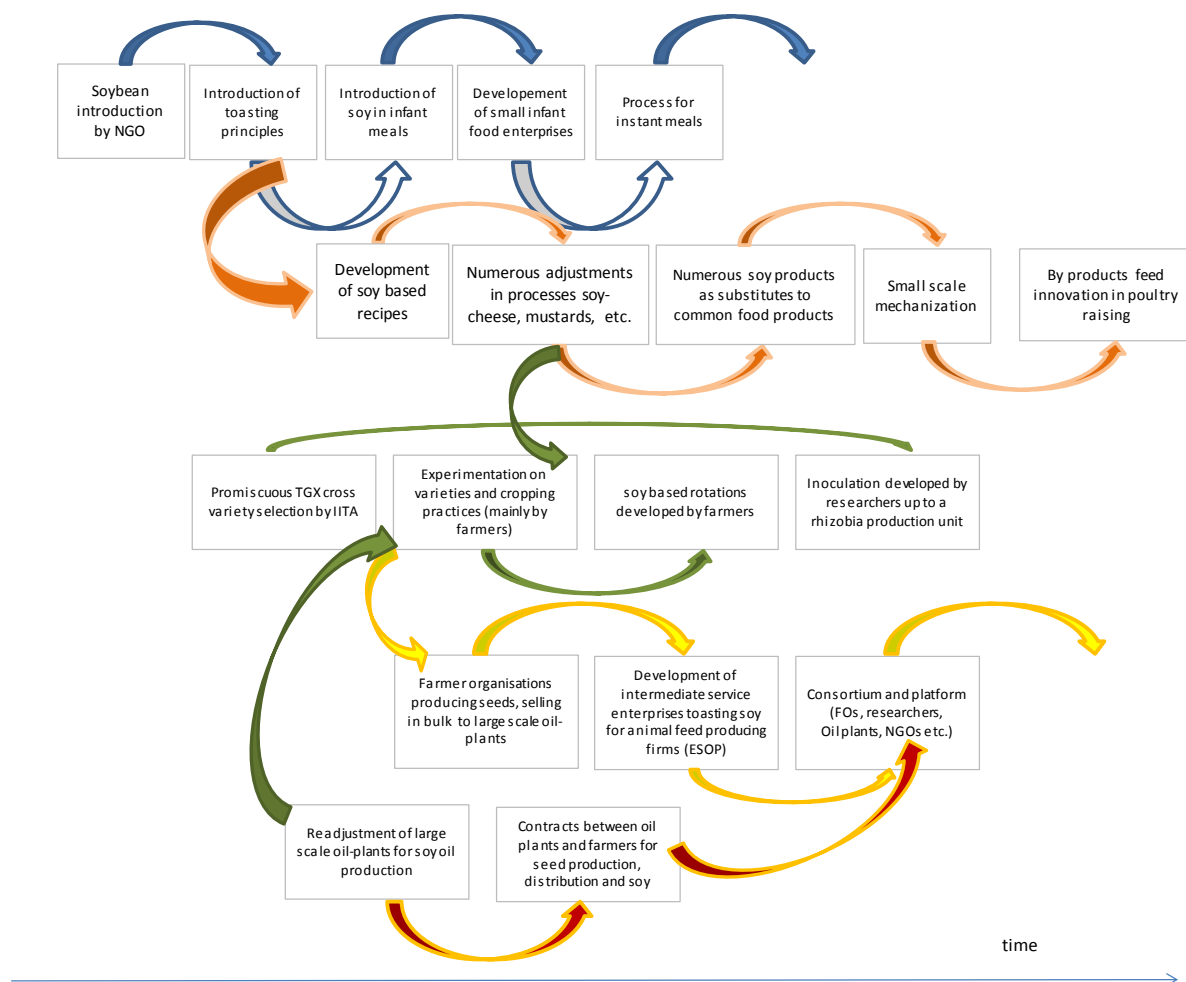 Soybean
introduction
by NGO
Introduction of
toasting
principles
Introduction of
soy in infant
meals
Developement
of small infant
food enterprises
Process for
instant meals
Development
of soy based
recipes
Numerous adjustments
in processes soy-
cheese, mustards, etc.
Numerous soy products
as substitutes to
common food products
Small scale
mechanization
By products feed
innovation in poultry
raising
Promiscuous TGX cross
variety selection by IITA
Experimentation on
varieties and cropping
practices (mainly by
farmers)
soy based rotations
developed by farmers
Inoculation developed by
researchers up to a
rhizobia production unit
Farmer organisations
producing seeds, selling
in bulk to large scale oil-
plants
Development of
intermediate service
enterprises toasting soy
for animal feed producing
firms (ESOP)
Consortium and platform
(FOs, researchers,
Oil plants, NGOs etc.)
Readjustment of large
scale oil-plants for soy oil
production
Contracts between oil
plants and farmers for
seed production,
distribution and soy
time